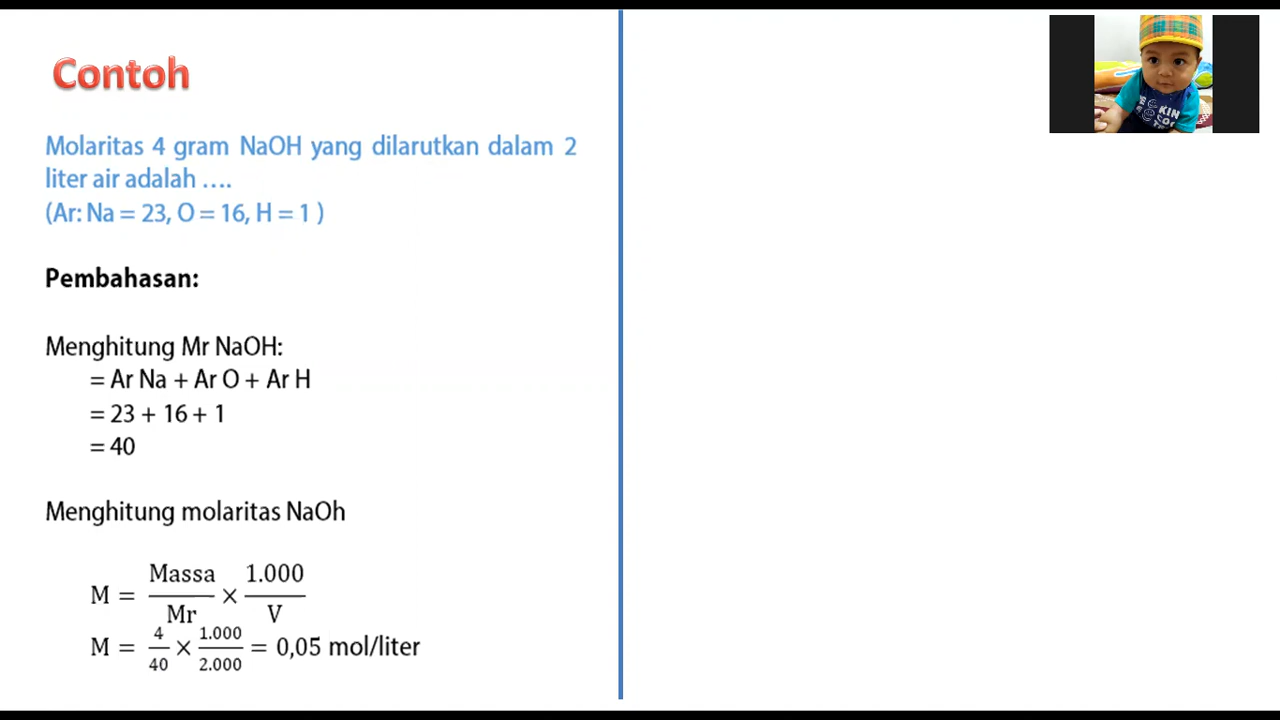 Contoh
Molaritas 4 gram NaOH yang dilarutkan dalam 2
liter air adalah ….
(Ar: Na = 23, O = 16, H = 1 )
Pembahasan:
Menghitung Mr NaOH:
= Ar Na + Ar O + Ar H
= 23 + 16 + 1
= 40
Menghitung molaritas NaOh
M = Massa/Mr × 1.000/V
M = 4/40 × 1.000/2.000 = 0,05 mol/liter
KIN